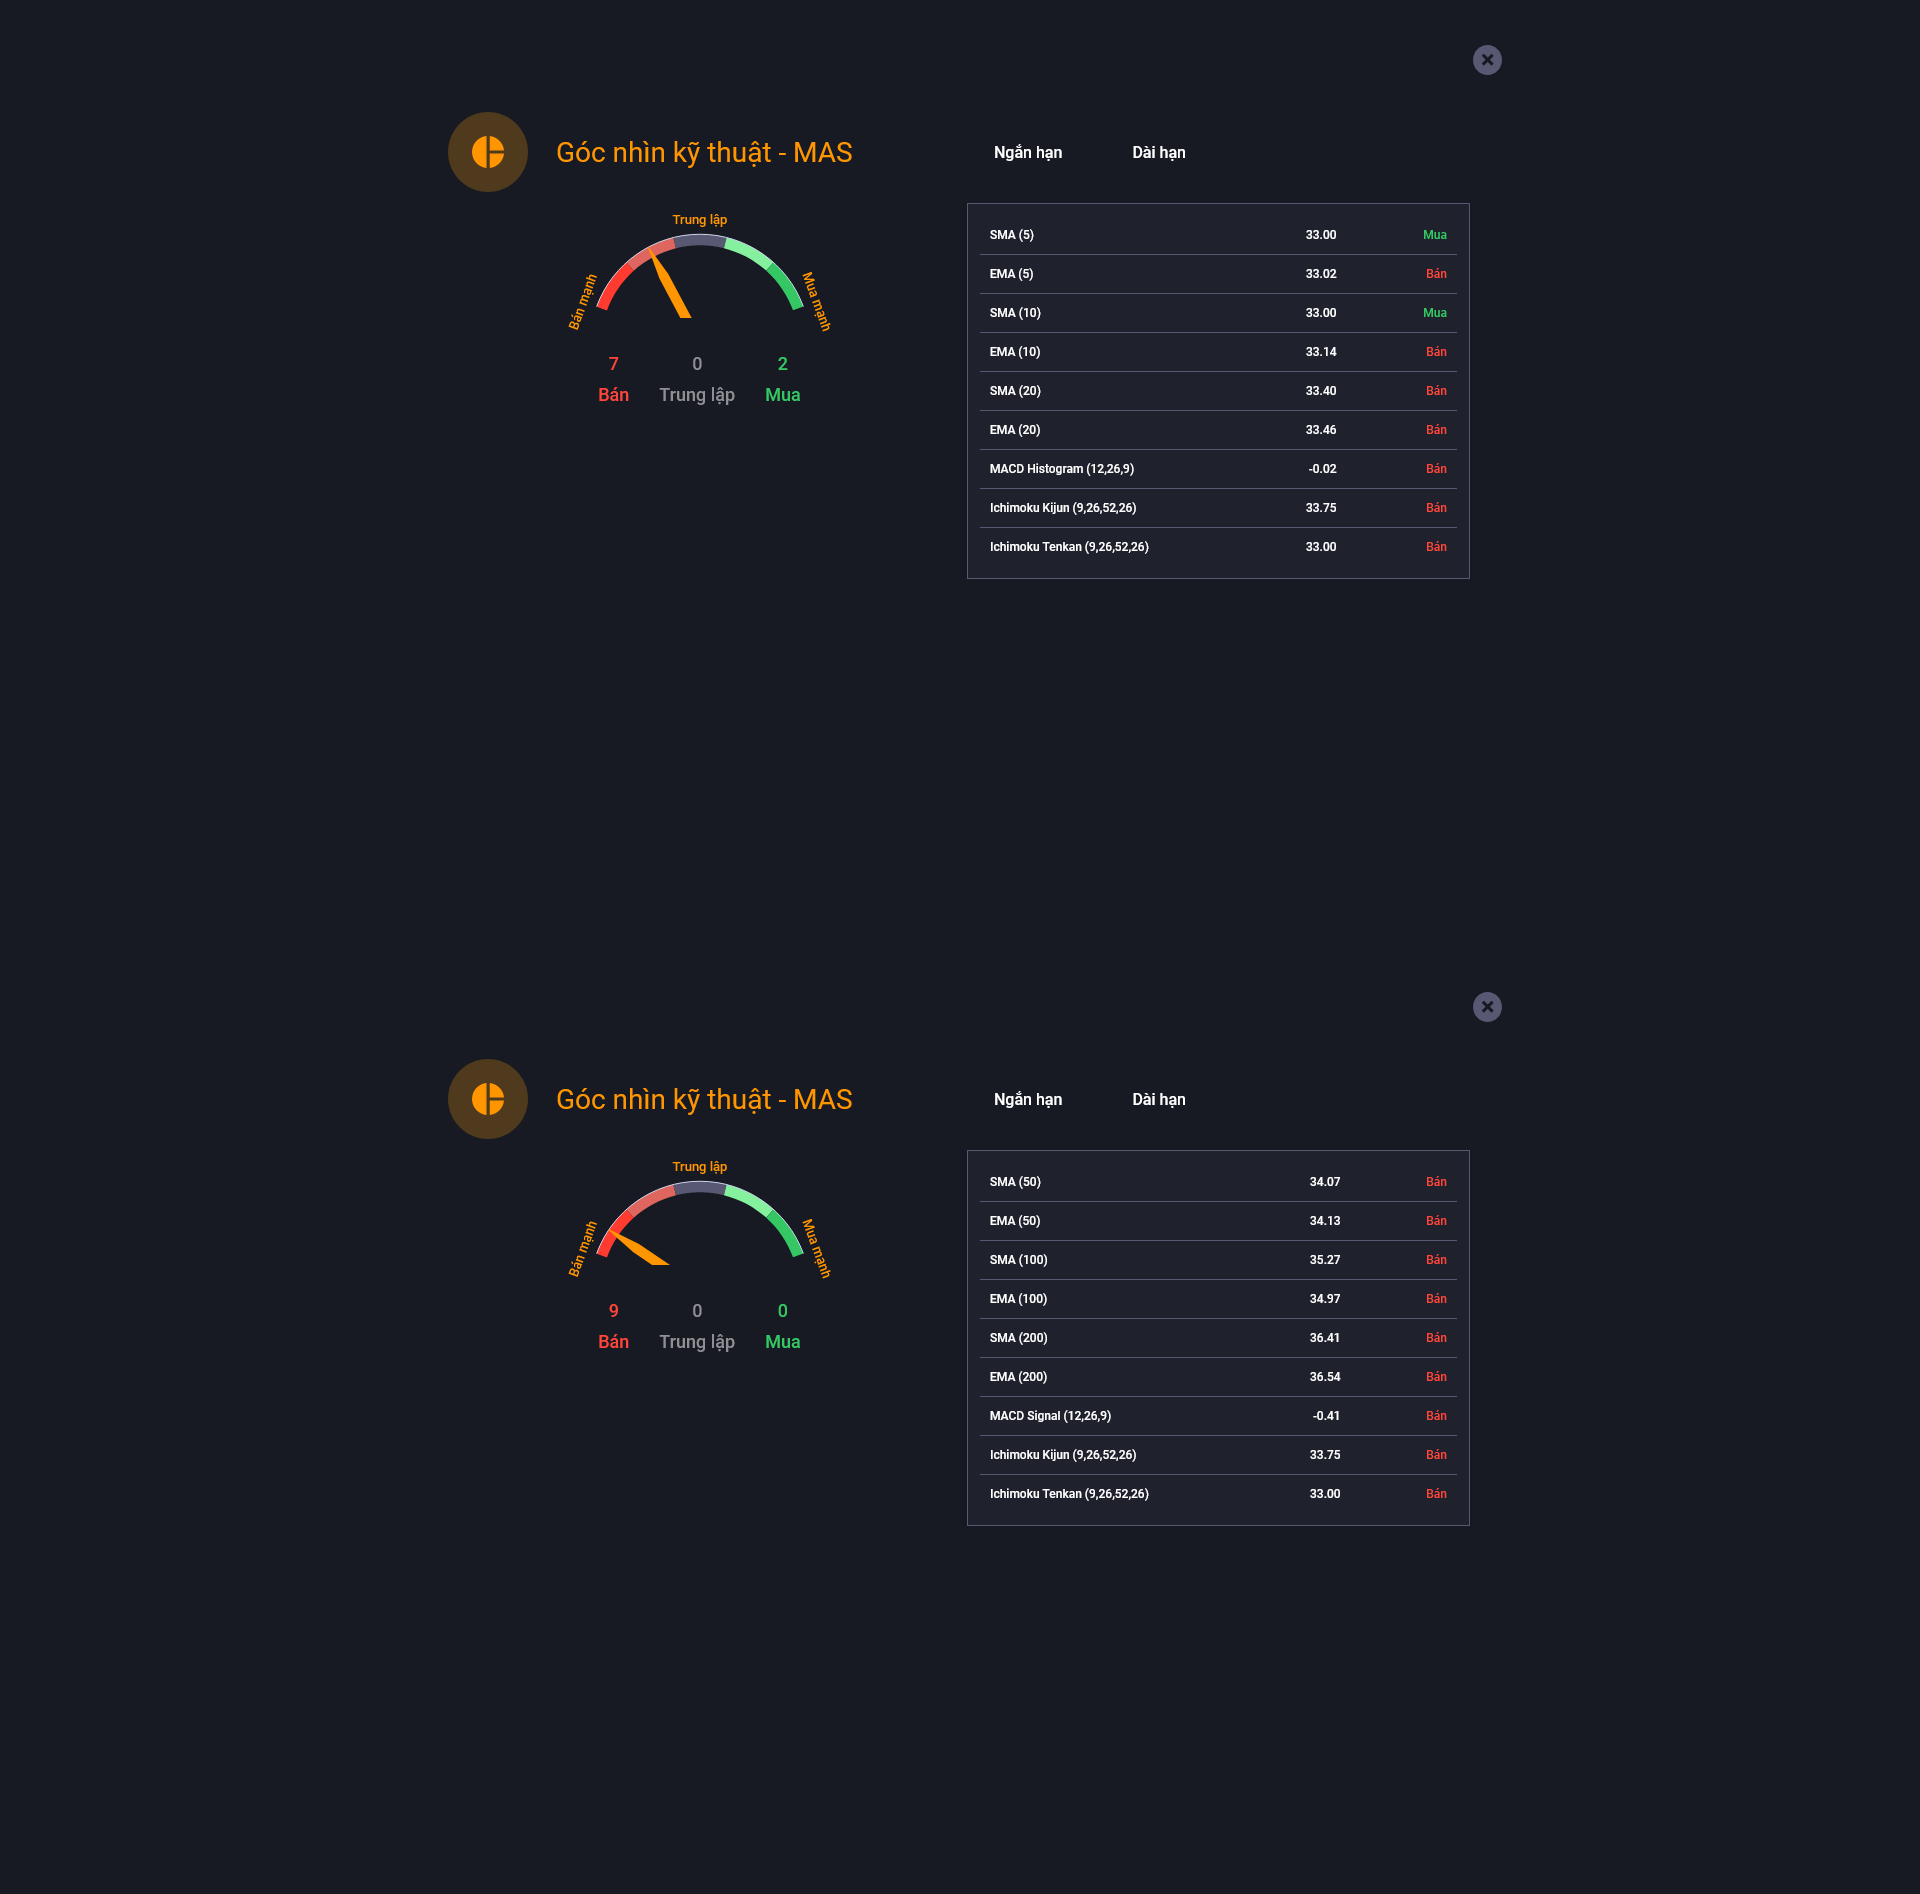 Góc nhìn kỹ thuật - MAS
Ngắn hạn Dài hạn
Trung lập
Bán mạnh
Mua mạnh
7 0 2
Bán Trung lập Mua
SMA (5) 33.00 Mua
EMA (5) 33.02 Bán
SMA (10) 33.00 Mua
EMA (10) 33.14 Bán
SMA (20) 33.40 Bán
EMA (20) 33.46 Bán
MACD Histogram (12,26,9) -0.02 Bán
Ichimoku Kijun (9,26,52,26) 33.75 Bán
Ichimoku Tenkan (9,26,52,26) 33.00 Bán
Góc nhìn kỹ thuật - MAS
Ngắn hạn Dài hạn
Trung lập
Bán mạnh
Mua mạnh
9 0 0
Bán Trung lập Mua
SMA (50) 34.07 Bán
EMA (50) 34.13 Bán
SMA (100) 35.27 Bán
EMA (100) 34.97 Bán
SMA (200) 36.41 Bán
EMA (200) 36.54 Bán
MACD Signal (12,26,9) -0.41 Bán
Ichimoku Kijun (9,26,52,26) 33.75 Bán
Ichimoku Tenkan (9,26,52,26) 33.00 Bán